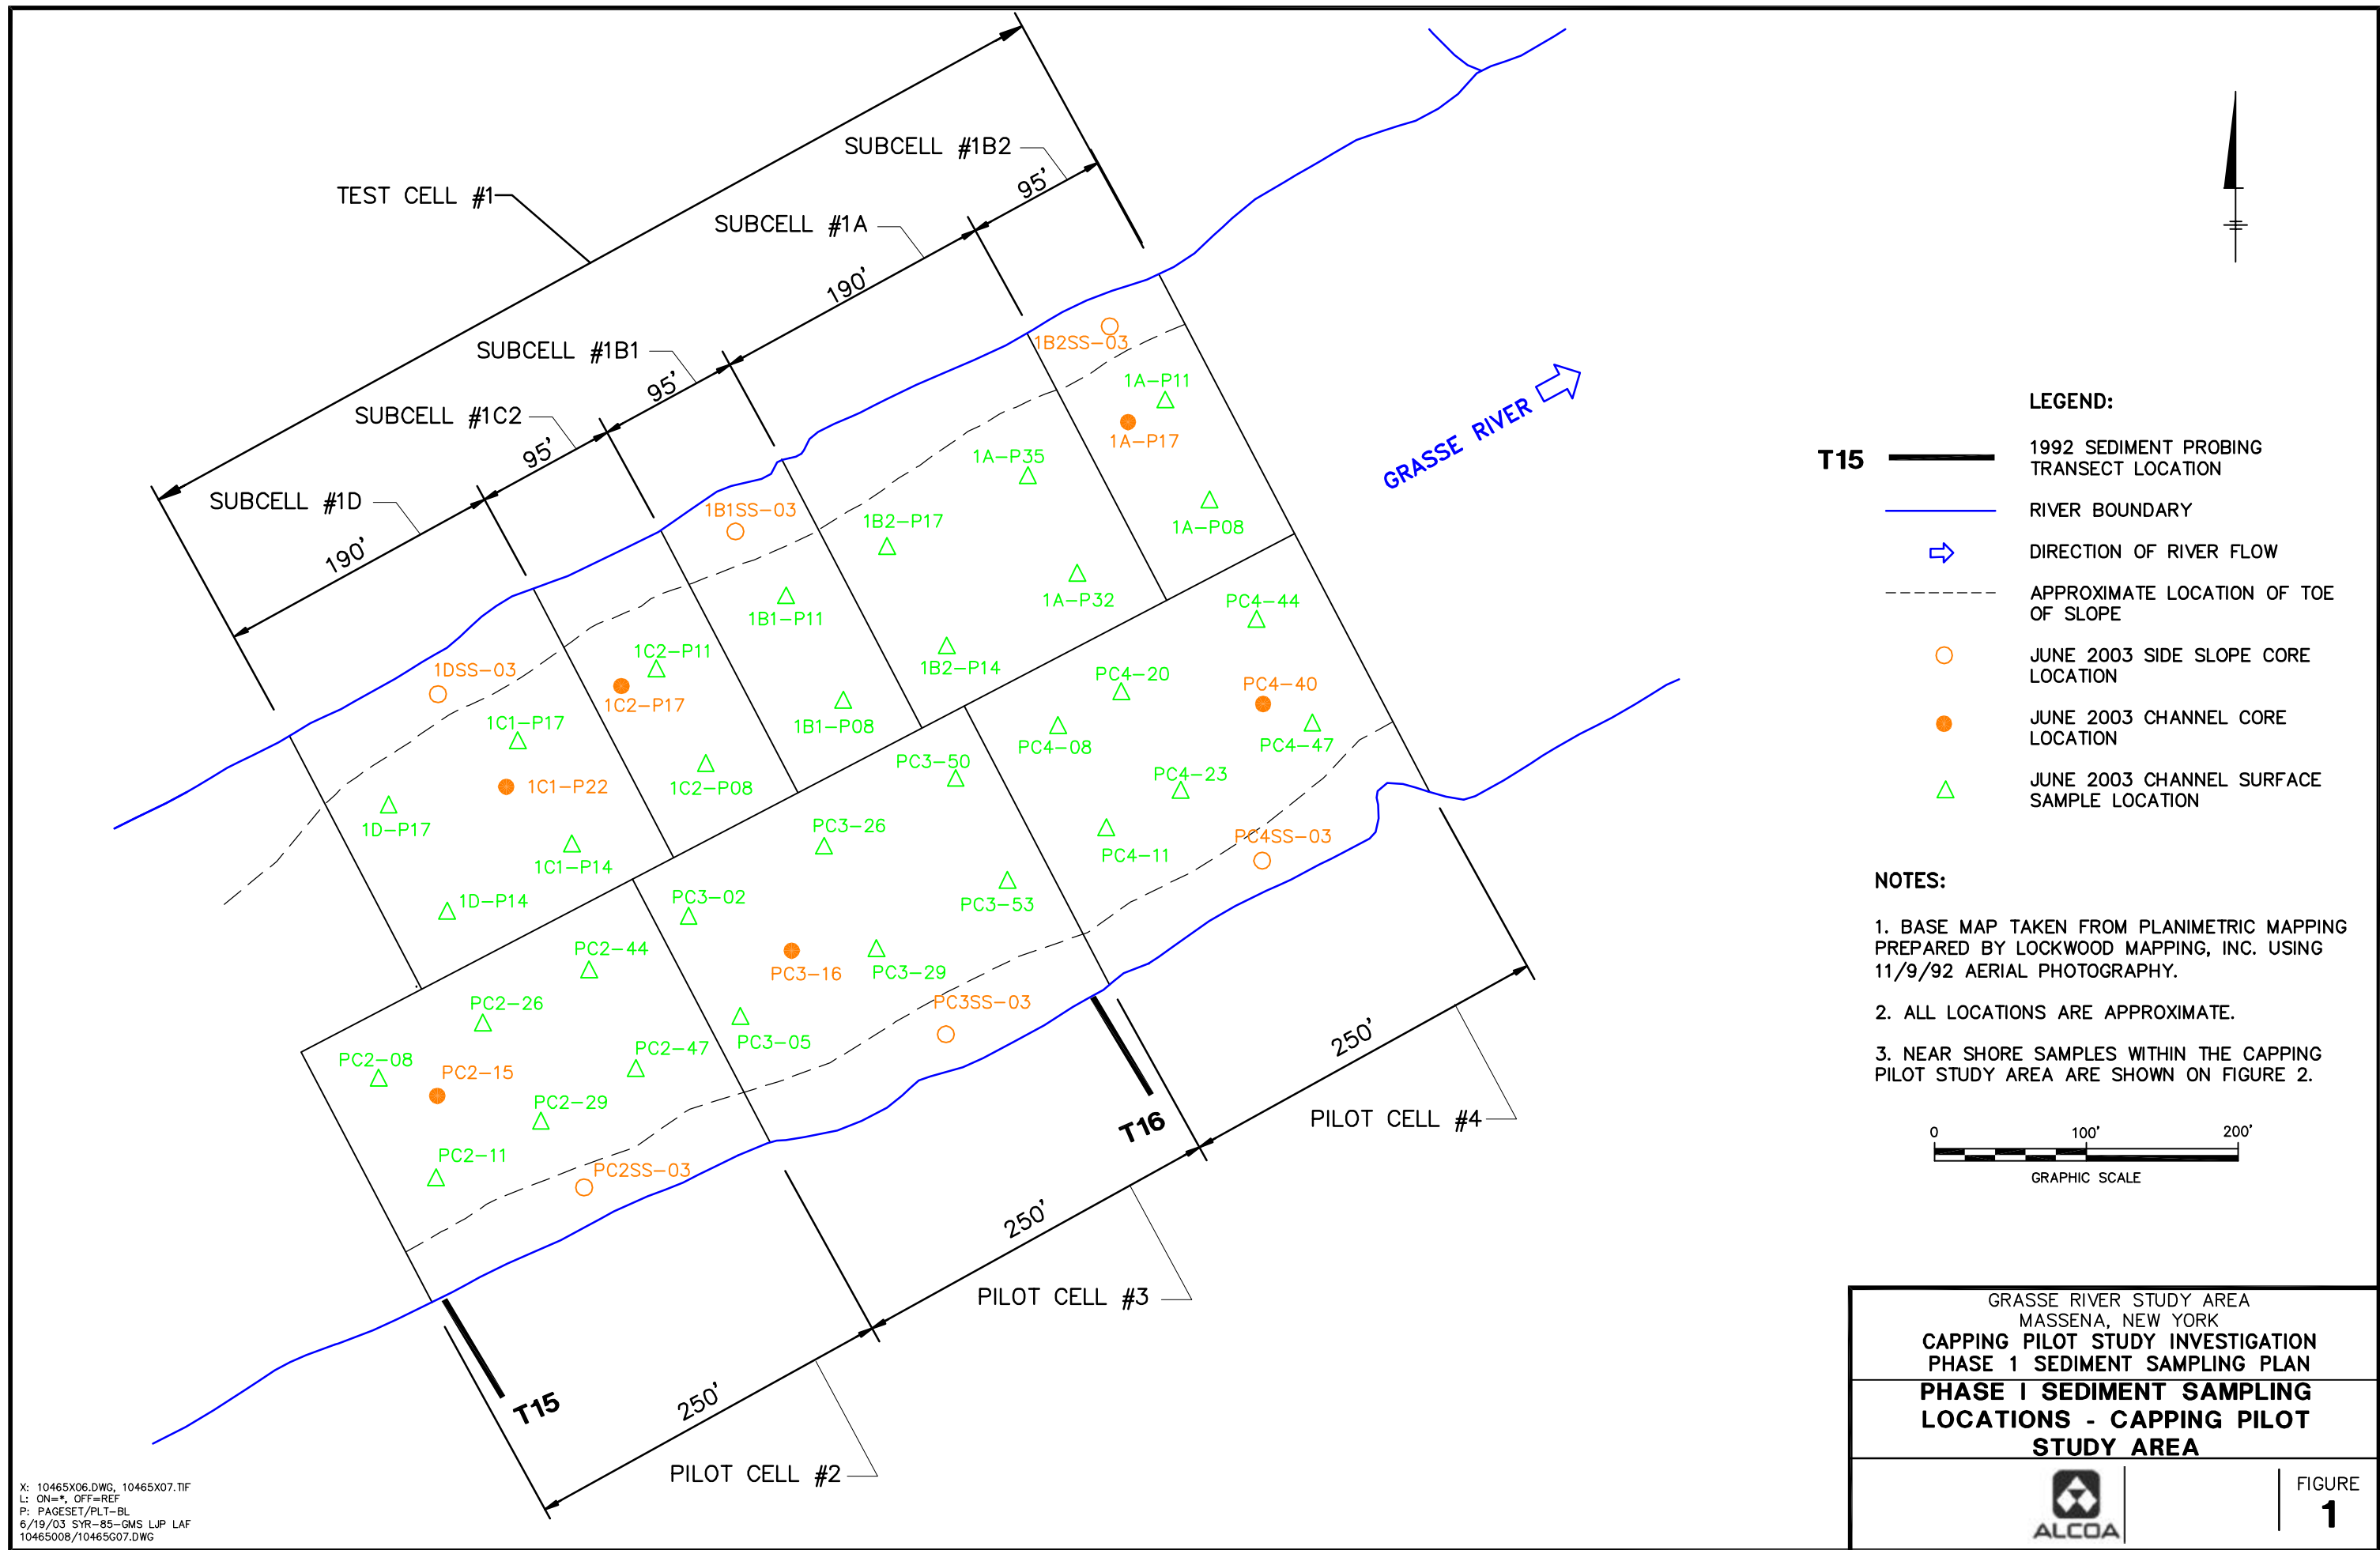 TEST CELL #1
SUBCELL #1B2
95'
SUBCELL #1A
190'
SUBCELL #1B1
95'
SUBCELL #1C2
95'
SUBCELL #1D
190'
GRASSE RIVER
1B2SS-03
1A-P11
1A-P17
1A-P35
1A-P08
1B1SS-03
1B2-P17
1A-P32
1B1-P11
1B2-P14
1C2-P11
1C2-P17
1B1-P08
1C2-P08
1DSS-03
1C1-P17
1C1-P22
1D-P17
1C1-P14
1D-P14
PC4-44
PC4-20
PC4-40
PC4-08
PC4-47
PC4-23
PC4-11
PC4SS-03
PC3-50
PC3-26
PC3-53
PC3-02
PC3-16
PC3-29
PC3-05
PC3SS-03
PC2-44
PC2-26
PC2-08
PC2-15
PC2-47
PC2-29
PC2-11
PC2SS-03
T16
T15
250'
PILOT CELL #4
250'
PILOT CELL #3
250'
PILOT CELL #2
LEGEND:
T15
1992 SEDIMENT PROBING
TRANSECT LOCATION
RIVER BOUNDARY
DIRECTION OF RIVER FLOW
APPROXIMATE LOCATION OF TOE
OF SLOPE
JUNE 2003 SIDE SLOPE CORE
LOCATION
JUNE 2003 CHANNEL CORE
LOCATION
JUNE 2003 CHANNEL SURFACE
SAMPLE LOCATION
NOTES:
1. BASE MAP TAKEN FROM PLANIMETRIC MAPPING
PREPARED BY LOCKWOOD MAPPING, INC. USING
11/9/92 AERIAL PHOTOGRAPHY.
2. ALL LOCATIONS ARE APPROXIMATE.
3. NEAR SHORE SAMPLES WITHIN THE CAPPING
PILOT STUDY AREA ARE SHOWN ON FIGURE 2.
0 100' 200'
GRAPHIC SCALE
GRASSE RIVER STUDY AREA
MASSENA, NEW YORK
CAPPING PILOT STUDY INVESTIGATION
PHASE 1 SEDIMENT SAMPLING PLAN
PHASE I SEDIMENT SAMPLING
LOCATIONS - CAPPING PILOT
STUDY AREA
ALCOA
FIGURE
1
X: 10465X06.DWG, 10465X07.TIF
L: ON=*, OFF=REF
P: PAGESET/PLT-BL
6/19/03 SYR-85-GMS LJP LAF
10465008/10465G07.DWG